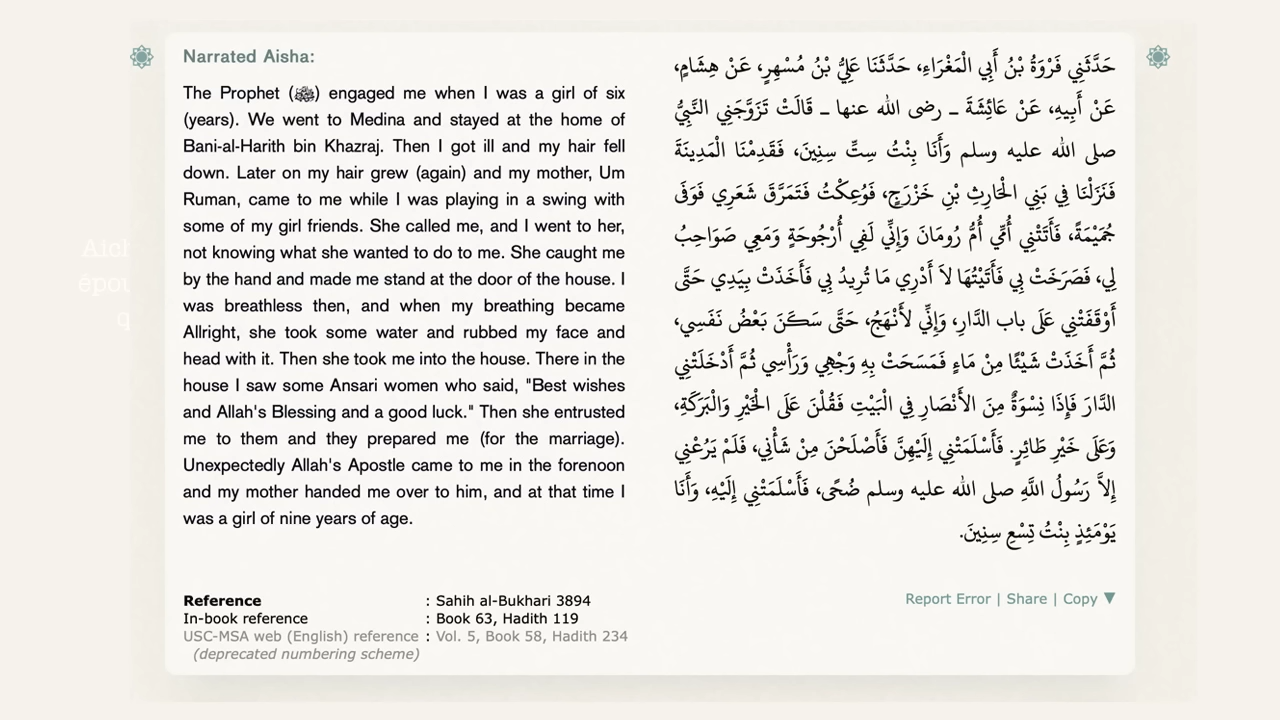 Narrated Aisha:
The Prophet (ﷺ) engaged me when I was a girl of six
(years). We went to Medina and stayed at the home of
Bani-al-Harith bin Khazraj. Then I got ill and my hair fell
down. Later on my hair grew (again) and my mother, Um
Ruman, came to me while I was playing in a swing with
some of my girl friends. She called me, and I went to her,
not knowing what she wanted to do to me. She caught me
by the hand and made me stand at the door of the house. I
was breathless then, and when my breathing became
Allright, she took some water and rubbed my face and
head with it. Then she took me into the house. There in the
house I saw some Ansari women who said, "Best wishes
and Allah's Blessing and a good luck." Then she entrusted
me to them and they prepared me (for the marriage).
Unexpectedly Allah's Apostle came to me in the forenoon
and my mother handed me over to him, and at that time I
was a girl of nine years of age.
حَدَّثَنِي فَرْوَةُ بْنُ أَبِي الْمَغْرَاءِ، حَدَّثَنَا عَلِيُّ بْنُ مُسْهِرٍ، عَنْ هِشَامٍ،
عَنْ أَبِيهِ، عَنْ عَائِشَةَ ـ رضى الله عنها ـ قَالَتْ تَزَوَّجَنِي النَّبِيُّ
صلى الله عليه وسلم وَأَنَا بِنْتُ سِتِّ سِنِينَ، فَقَدِمْنَا الْمَدِينَةَ
فَنَزَلْنَا فِي بَنِي الْحَارِثِ بْنِ خَزْرَجٍ، فَوُعِكْتُ فَتَمَرَّقَ شَعَرِي فَوَفَى
جُمَيْمَةً، فَأَتَتْنِي أُمِّي أُمُّ رُومَانَ وَإِنِّي لَفِي أُرْجُوحَةٍ وَمَعِي صَوَاحِبُ
لِي، فَصَرَخَتْ بِي فَأَتَيْتُهَا لاَ أَدْرِي مَا تُرِيدُ بِي فَأَخَذَتْ بِيَدِي حَتَّى
أَوْقَفَتْنِي عَلَى باب الدَّارِ، وَإِنِّي لأَنْهَجُ، حَتَّى سَكَنَ بَعْضُ نَفَسِي،
ثُمَّ أَخَذَتْ شَيْئًا مِنْ مَاءٍ فَمَسَحَتْ بِهِ وَجْهِي وَرَأْسِي ثُمَّ أَدْخَلَتْنِي
الدَّارَ فَإِذَا نِسْوَةٌ مِنَ الأَنْصَارِ فِي الْبَيْتِ فَقُلْنَ عَلَى الْخَيْرِ وَالْبَرَكَةِ،
وَعَلَى خَيْرِ طَائِرٍ. فَأَسْلَمَتْنِي إِلَيْهِنَّ فَأَصْلَحْنَ مِنْ شَأْنِي، فَلَمْ يَرُعْنِي
إِلاَّ رَسُولُ اللَّهِ صلى الله عليه وسلم ضُحًى، فَأَسْلَمَتْنِي إِلَيْهِ، وَأَنَا
يَوْمَئِذٍ بِنْتُ تِسْعِ سِنِينَ.
Reference : Sahih al-Bukhari 3894
In-book reference : Book 63, Hadith 119
USC-MSA web (English) reference : Vol. 5, Book 58, Hadith 234
(deprecated numbering scheme)
Report Error | Share | Copy ▼